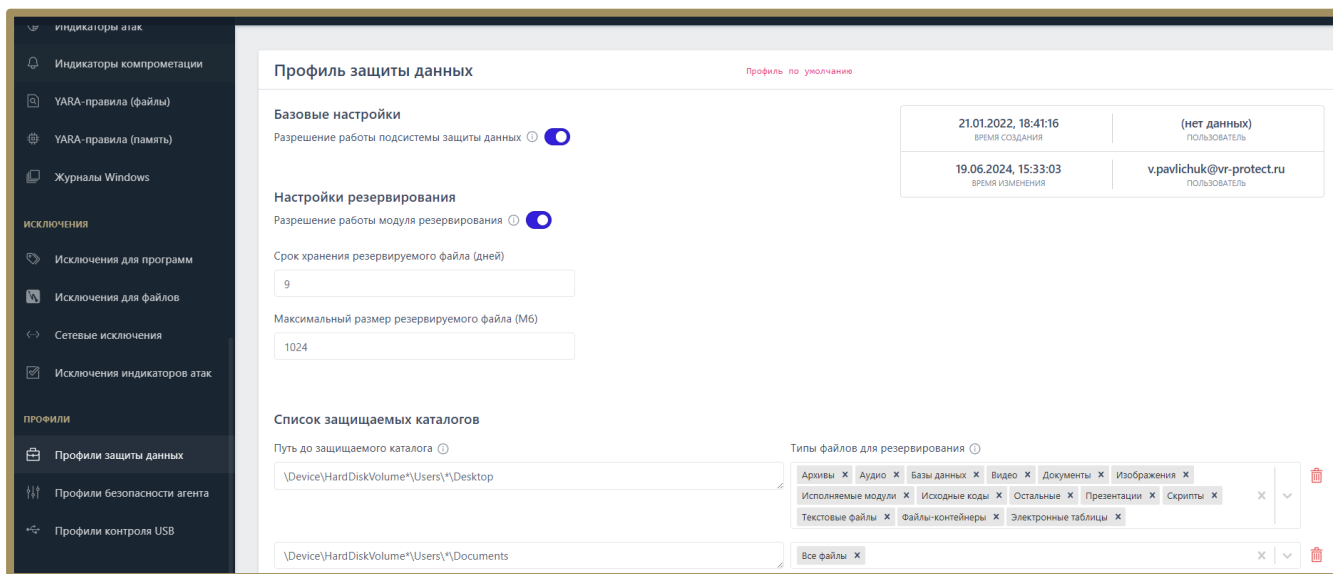 Индикаторы атак
Индикаторы компрометации
YARA-правила (файлы)
YARA-правила (память)
Журналы Windows
ИСКЛЮЧЕНИЯ
Исключения для программ
Исключения для файлов
Сетевые исключения
Исключения индикаторов атак
ПРОФИЛИ
Профили защиты данных
Профили безопасности агента
Профили контроля USB
Профиль защиты данных
Профиль по умолчанию
Базовые настройки
Разрешение работы подсистемы защиты данных
21.01.2022, 18:41:16
ВРЕМЯ СОЗДАНИЯ
(нет данных)
ПОЛЬЗОВАТЕЛЬ
19.06.2024, 15:33:03
ВРЕМЯ ИЗМЕНЕНИЯ
v.pavlichuk@vr-protect.ru
ПОЛЬЗОВАТЕЛЬ
Настройки резервирования
Разрешение работы модуля резервирования
Срок хранения резервируемого файла (дней)
9
Максимальный размер резервируемого файла (Мб)
1024
Список защищаемых каталогов
Путь до защищаемого каталога
Типы файлов для резервирования
\Device\HardDiskVolume*\Users\*\Desktop
Архивы × Аудио × Базы данных × Видео × Документы × Изображения ×
Исполняемые модули × Исходные коды × Остальные × Презентации × Скрипты ×
Текстовые файлы × Файлы-контейнеры × Электронные таблицы ×
\Device\HardDiskVolume*\Users\*\Documents
Все файлы ×